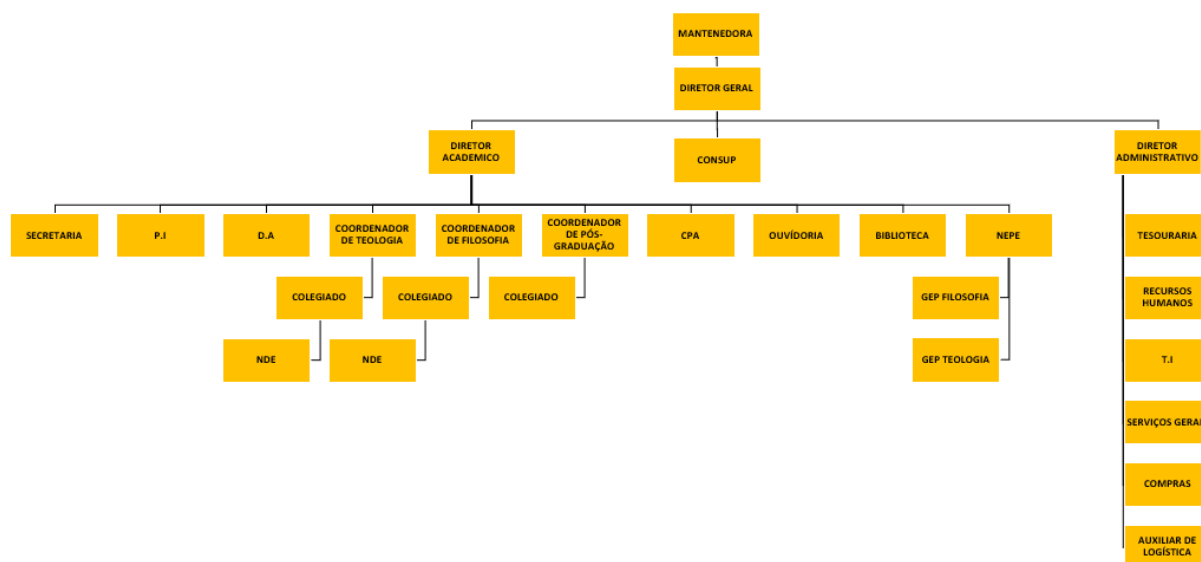 MANTENEDORA
DIRETOR GERAL
DIRETOR
ACADEMICO
CONSUP
DIRETOR
ADMINISTRATIVO
SECRETARIA
P.I
D.A
COORDENADOR
DE TEOLOGIA
COORDENADOR
DE FILOSOFIA
COORDENADOR
DE PÓS-
GRADUAÇÃO
CPA
OUVÍDORIA
BIBLIOTECA
NEPE
TESOURARIA
COLEGIADO
COLEGIADO
COLEGIADO
GEP FILOSOFIA
RECURSOS
HUMANOS
NDE
NDE
GEP TEOLOGIA
T.I
SERVIÇOS GERAI
COMPRAS
AUXILIAR DE
LOGÍSTICA